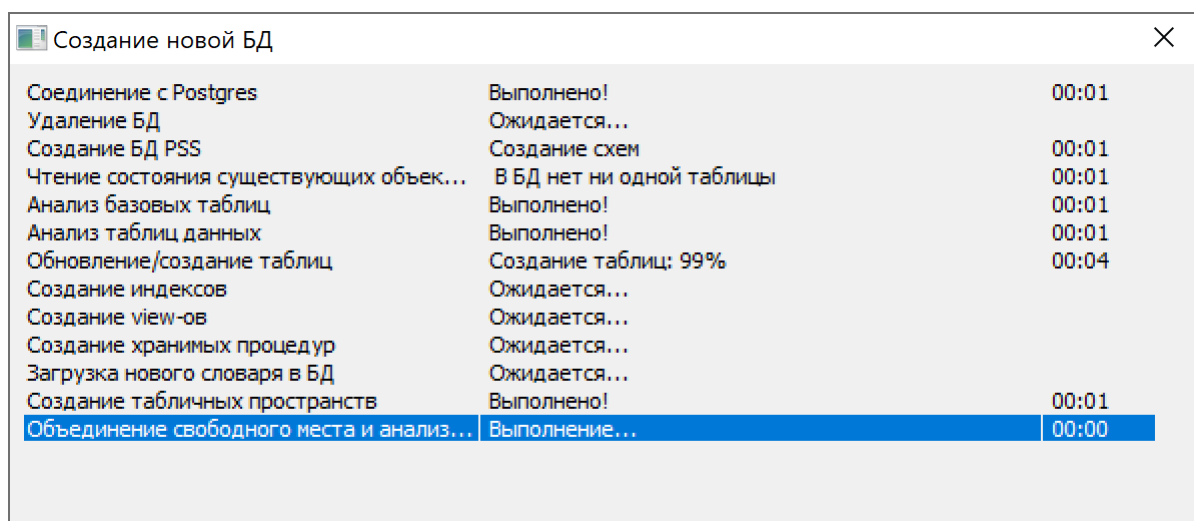 Создание новой БД
Соединение с Postgres Выполнено! 00:01
Удаление БД Ожидается...
Создание БД PSS Создание схем 00:01
Чтение состояния существующих объек... В БД нет ни одной таблицы 00:01
Анализ базовых таблиц Выполнено! 00:01
Анализ таблиц данных Выполнено! 00:01
Обновление/создание таблиц Создание таблиц: 99% 00:04
Создание индексов Ожидается...
Создание view-ов Ожидается...
Создание хранимых процедур Ожидается...
Загрузка нового словаря в БД Ожидается...
Создание табличных пространств Выполнено! 00:01
Объединение свободного места и анализ... Выполнение... 00:00